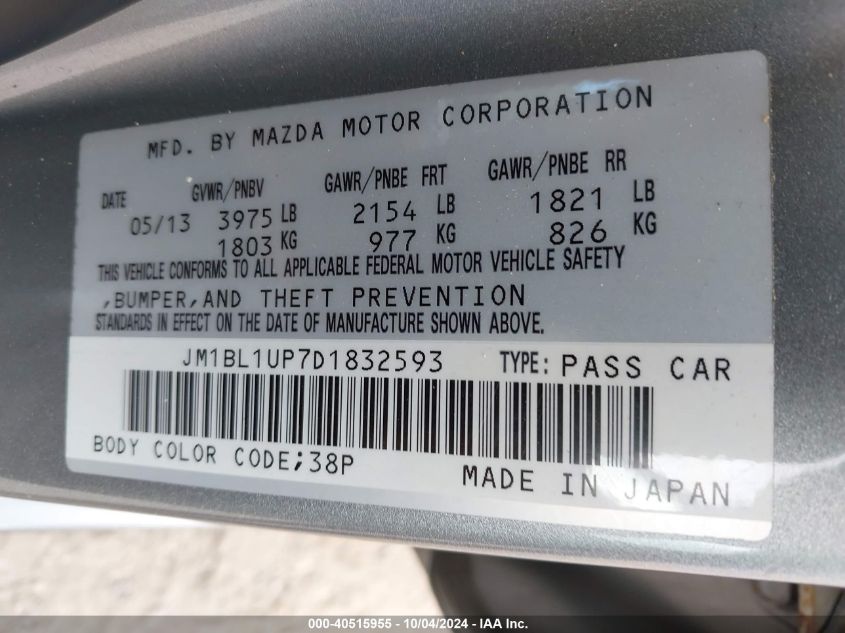 MFD. BY MAZDA MOTOR CORPORATION
DATE GVWR/PNBV GAWR/PNBE FRT GAWR/PNBE RR
05/13 3975 LB 2154 LB 1821 LB
1803 KG 977 KG 826 KG
THIS VEHICLE CONFORMS TO ALL APPLICABLE FEDERAL MOTOR VEHICLE SAFETY
,BUMPER,AND THEFT PREVENTION
STANDARDS IN EFFECT ON THE DATE OF MANUFACTURE SHOWN ABOVE.
JM1BL1UP7D1832593 TYPE: PASS CAR
BODY COLOR CODE;38P MADE IN JAPAN
000-40515955 - 10/04/2024 - IAA Inc.